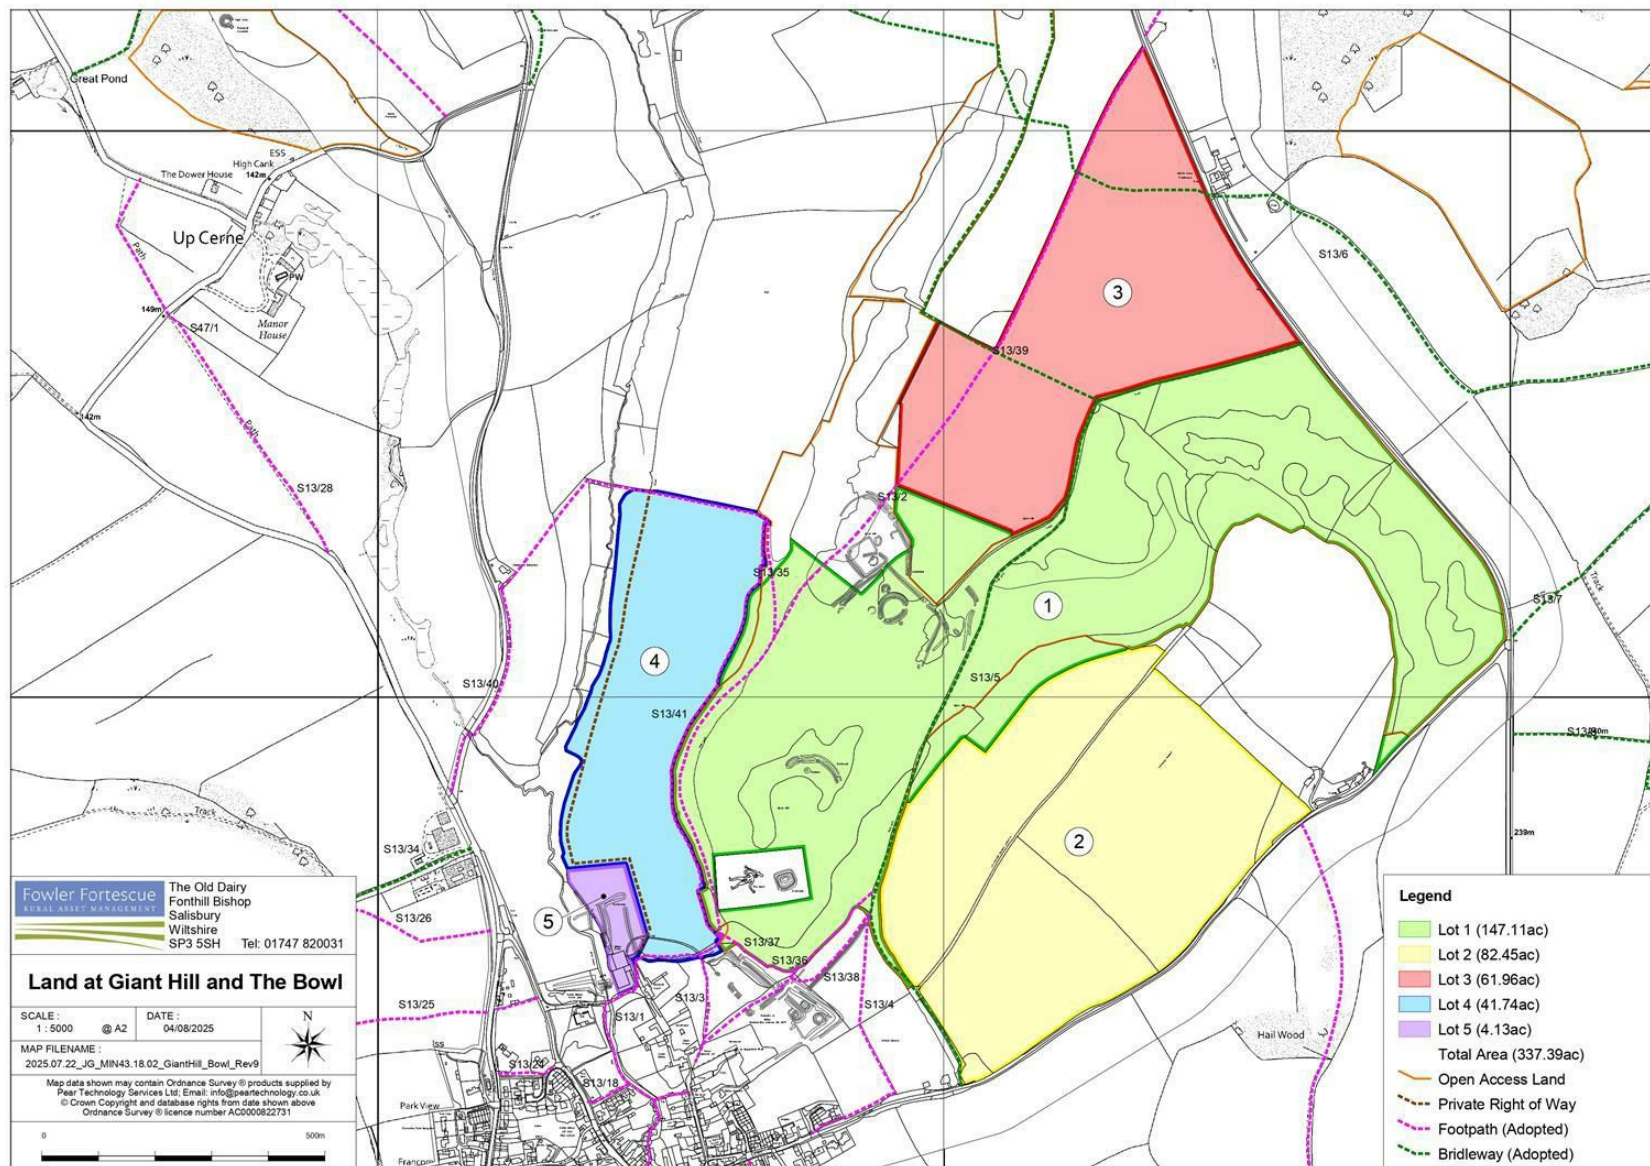 Great Pond
ESS
High Cank
The Dower House
142m
Up Cerne
Path
PW
149m
S47/1
Manor
House
142m
Path
S13/28
S13/6
3
S13/39
S13/2
S13/35
1
Track
S13/7
4
S13/40
S13/41
S13/5
S13/8
Track
239m
2
S13/34
5
S13/26
S13/37
S13/36
S13/38
S13/3
S13/4
S13/25
S13/1
Hail Wood
Iss
S13/24
S13/18
Park View
Francom
Fowler Fortescue
RURAL ASSET MANAGEMENT
The Old Dairy
Fonthill Bishop
Salisbury
Wiltshire
SP3 5SH Tel: 01747 820031
Land at Giant Hill and The Bowl
SCALE :
1 : 5000 @ A2
DATE :
04/08/2025
N
MAP FILENAME :
2025.07.22_JG_MIN43.18.02_GiantHill_Bowl_Rev9
Map data shown may contain Ordnance Survey ® products supplied by
Pear Technology Services Ltd; Email: info@peartechnology.co.uk
© Crown Copyright and database rights from date shown above
Ordnance Survey ® licence number AC0000822731
0 500m
Legend
Lot 1 (147.11ac)
Lot 2 (82.45ac)
Lot 3 (61.96ac)
Lot 4 (41.74ac)
Lot 5 (4.13ac)
Total Area (337.39ac)
Open Access Land
Private Right of Way
Footpath (Adopted)
Bridleway (Adopted)